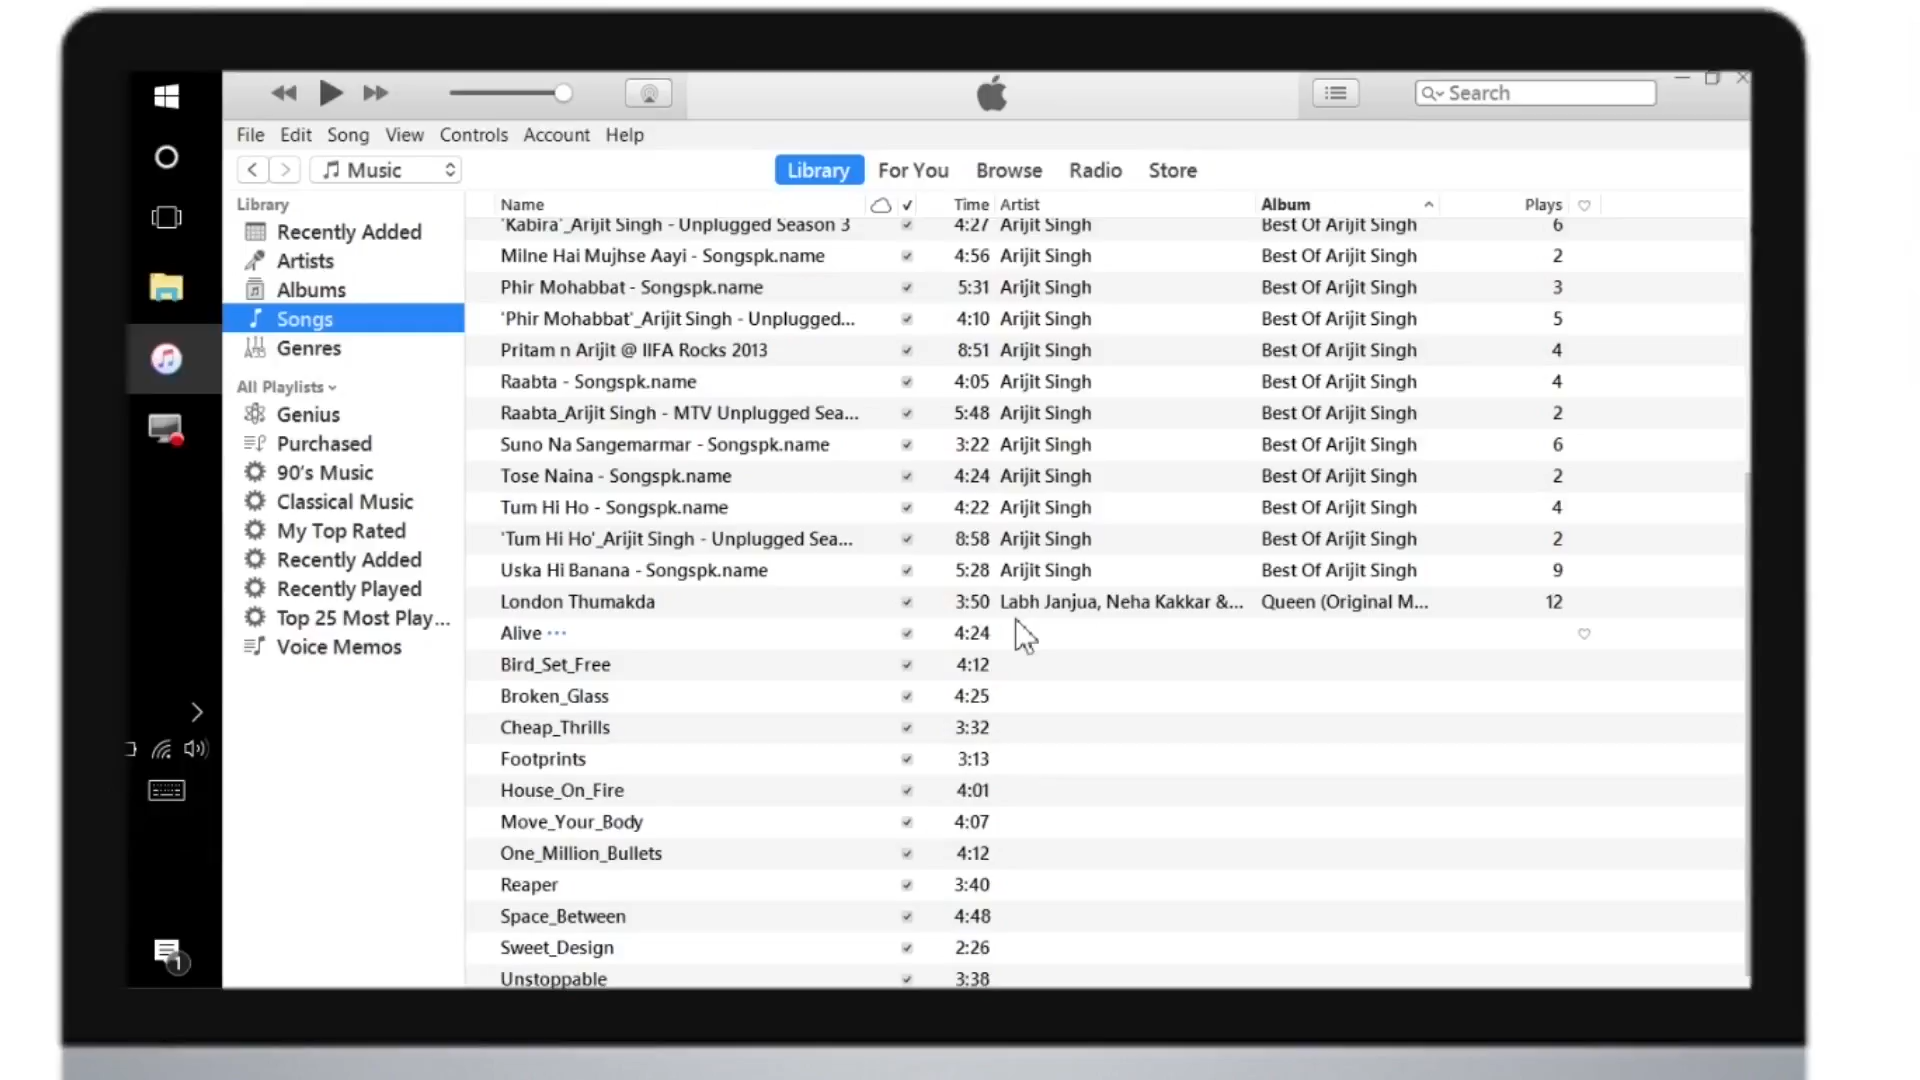 Search
File Edit Song View Controls Account Help
Music Library For You Browse Radio Store
Library
Recently Added
Artists
Albums
Songs
Genres
All Playlists
Genius
Purchased
90's Music
Classical Music
My Top Rated
Recently Added
Recently Played
Top 25 Most Play...
Voice Memos
1
Name Time Artist Album Plays
'Kabira'_Arijit Singh - Unplugged Season 3 4:27 Arijit Singh Best Of Arijit Singh 6
Milne Hai Mujhse Aayi - Songspk.name 4:56 Arijit Singh Best Of Arijit Singh 2
Phir Mohabbat - Songspk.name 5:31 Arijit Singh Best Of Arijit Singh 3
'Phir Mohabbat'_Arijit Singh - Unplugged... 4:10 Arijit Singh Best Of Arijit Singh 5
Pritam n Arijit @ IIFA Rocks 2013 8:51 Arijit Singh Best Of Arijit Singh 4
Raabta - Songspk.name 4:05 Arijit Singh Best Of Arijit Singh 4
Raabta_Arijit Singh - MTV Unplugged Sea... 5:48 Arijit Singh Best Of Arijit Singh 2
Suno Na Sangemarmar - Songspk.name 3:22 Arijit Singh Best Of Arijit Singh 6
Tose Naina - Songspk.name 4:24 Arijit Singh Best Of Arijit Singh 2
Tum Hi Ho - Songspk.name 4:22 Arijit Singh Best Of Arijit Singh 4
'Tum Hi Ho'_Arijit Singh - Unplugged Sea... 8:58 Arijit Singh Best Of Arijit Singh 2
Uska Hi Banana - Songspk.name 5:28 Arijit Singh Best Of Arijit Singh 9
London Thumakda 3:50 Labh Janjua, Neha Kakkar &... Queen (Original M... 12
Alive ... 4:24
Bird_Set_Free 4:12
Broken_Glass 4:25
Cheap_Thrills 3:32
Footprints 3:13
House_On_Fire 4:01
Move_Your_Body 4:07
One_Million_Bullets 4:12
Reaper 3:40
Space_Between 4:48
Sweet_Design 2:26
Unstoppable 3:38